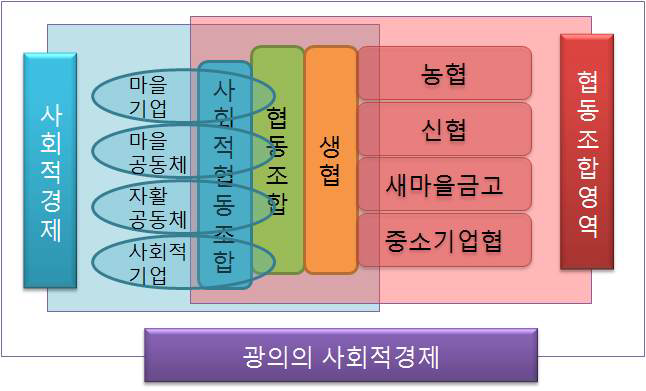 사회적경제
마을
기업
마을
공동체
자활
공동체
사회적
기업
사회적협동조합
협동조합
생협
농협
신협
새마을금고
중소기업협
협동조합영역
광의의 사회적경제